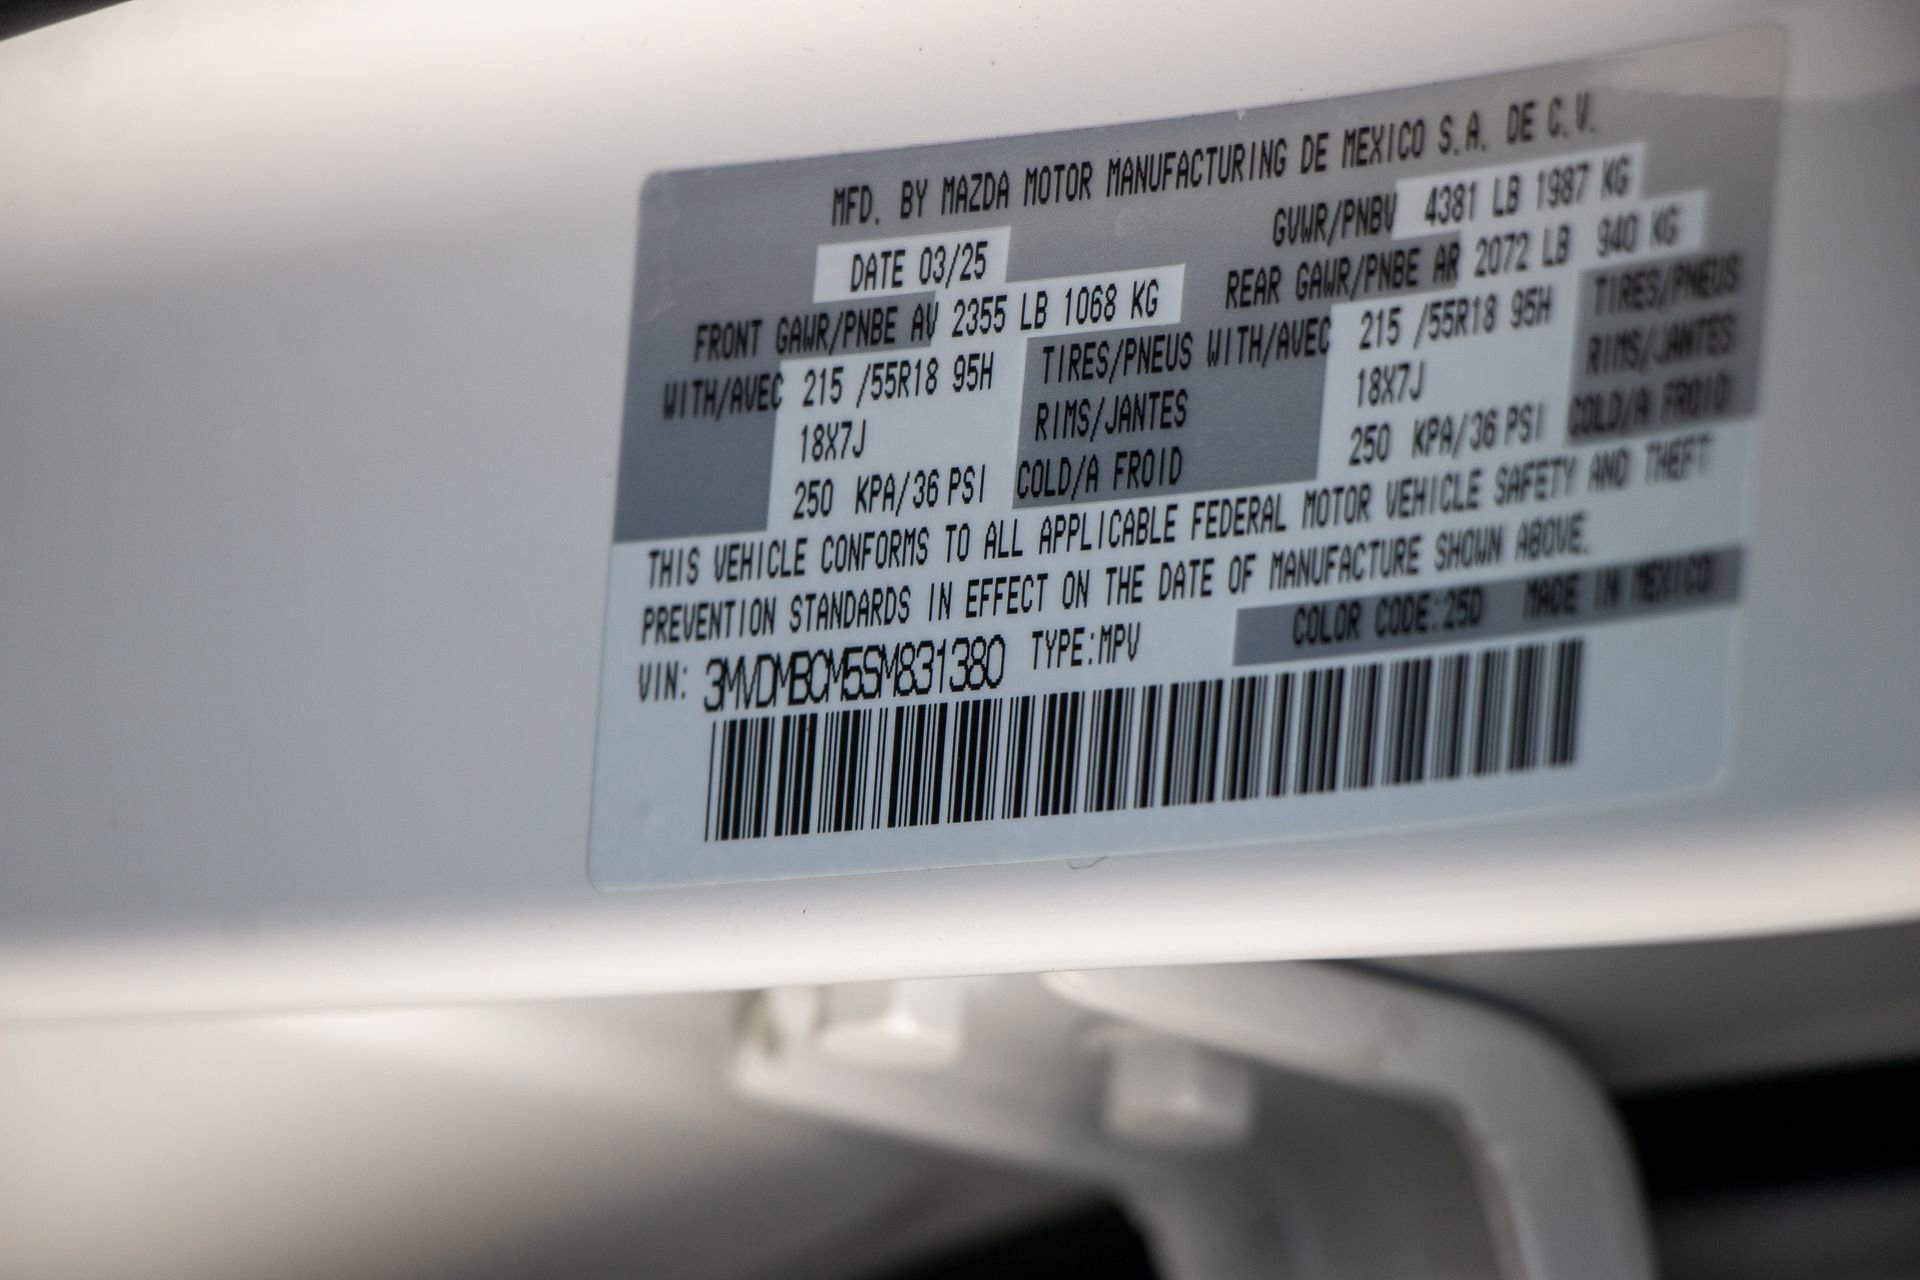 MFD. BY MAZDA MOTOR MANUFACTURING DE MEXICO S.A. DE C.V.
DATE 03/25 GVWR/PNBV 4381 LB 1987 KG
FRONT GAWR/PNBE AV 2355 LB 1068 KG REAR GAWR/PNBE AR 2072 LB 940 KG
WITH/AVEC 215 /55R18 95H TIRES/PNEUS WITH/AVEC 215 /55R18 95H TIRES/PNEUS
18X7J RIMS/JANTES 18X7J RIMS/JANTES
250 KPA/36 PSI COLD/A FROID 250 KPA/36 PSI COLD/A FROID
THIS VEHICLE CONFORMS TO ALL APPLICABLE FEDERAL MOTOR VEHICLE SAFETY AND THEFT
PREVENTION STANDARDS IN EFFECT ON THE DATE OF MANUFACTURE SHOWN ABOVE.
VIN: 3MVDMBCM5SM831380 TYPE:MPV COLOR CODE:25D MADE IN MEXICO